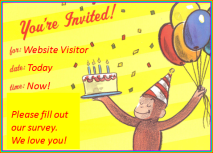 You're Invited!
for: Website Visitor
date: Today
time: Now!
Please fill out
our survey.
We love you!